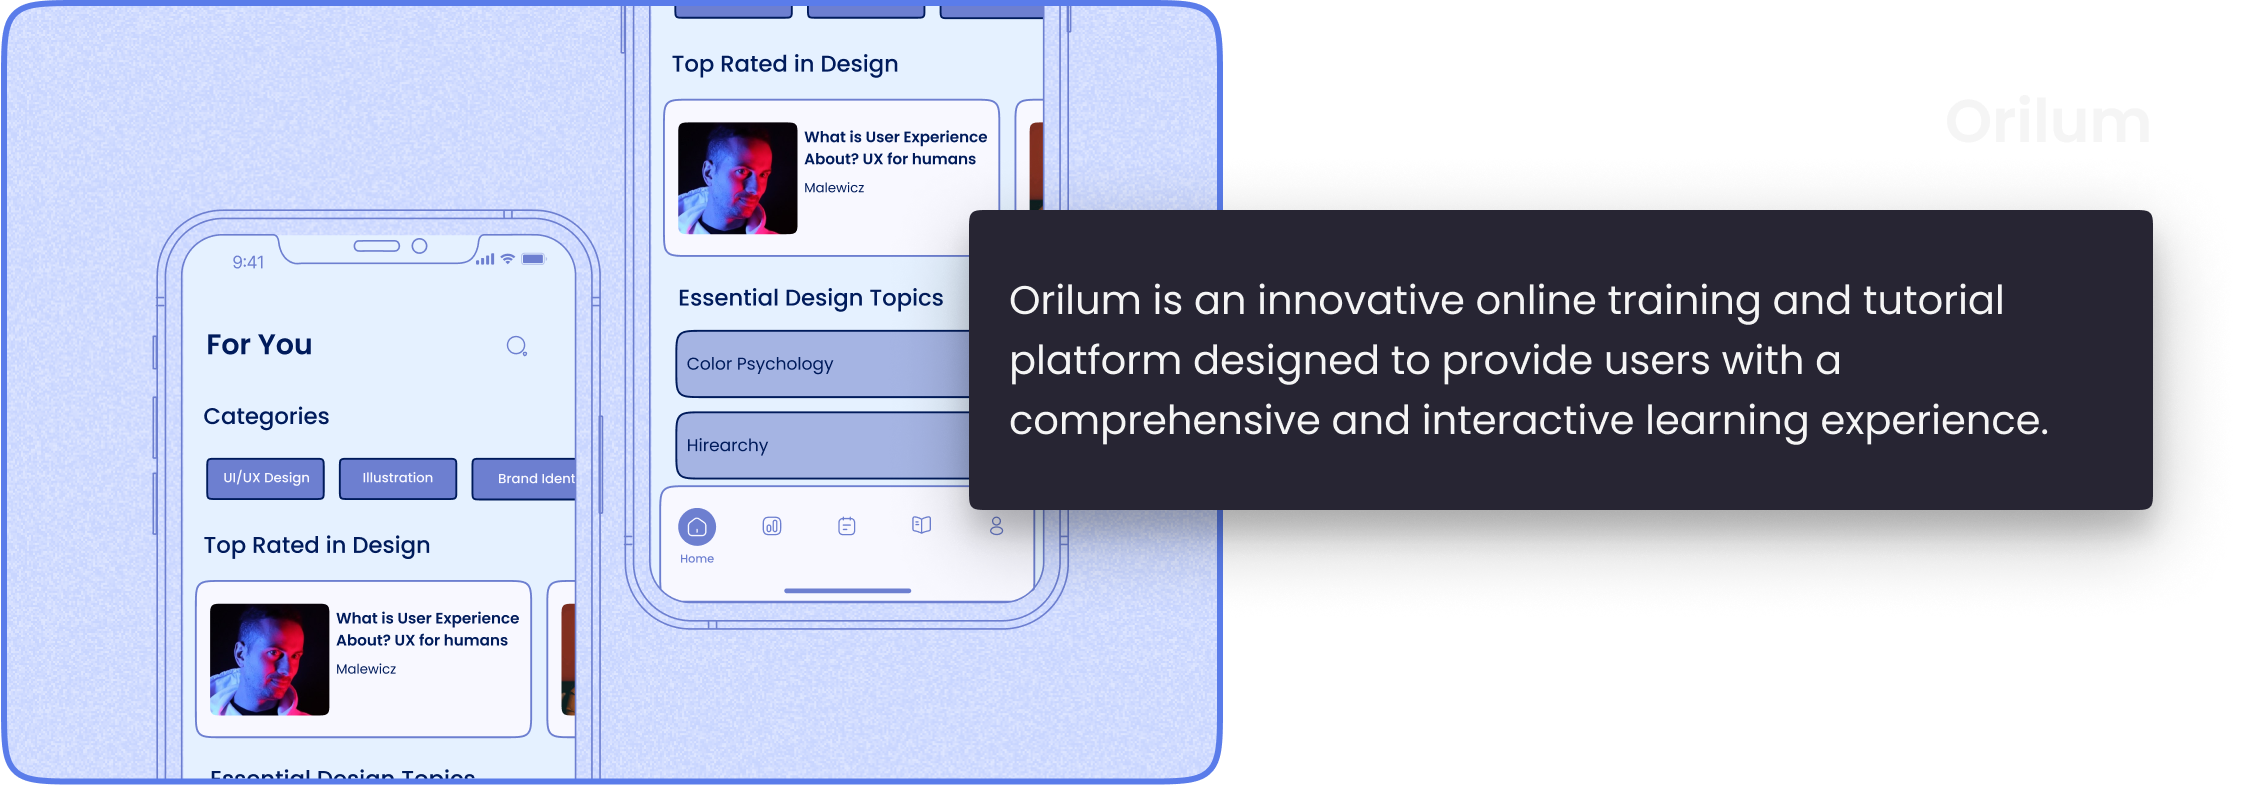 9:41
For You
Categories
UI/UX Design
Illustration
Brand Ident
Top Rated in Design
What is User Experience
About? UX for humans
Malewicz
Essential Design Topics
Top Rated in Design
What is User Experience
About? UX for humans
Malewicz
Essential Design Topics
Color Psychology
Hirearchy
Home
Orilum
Orilum is an innovative online training and tutorial
platform designed to provide users with a
comprehensive and interactive learning experience.